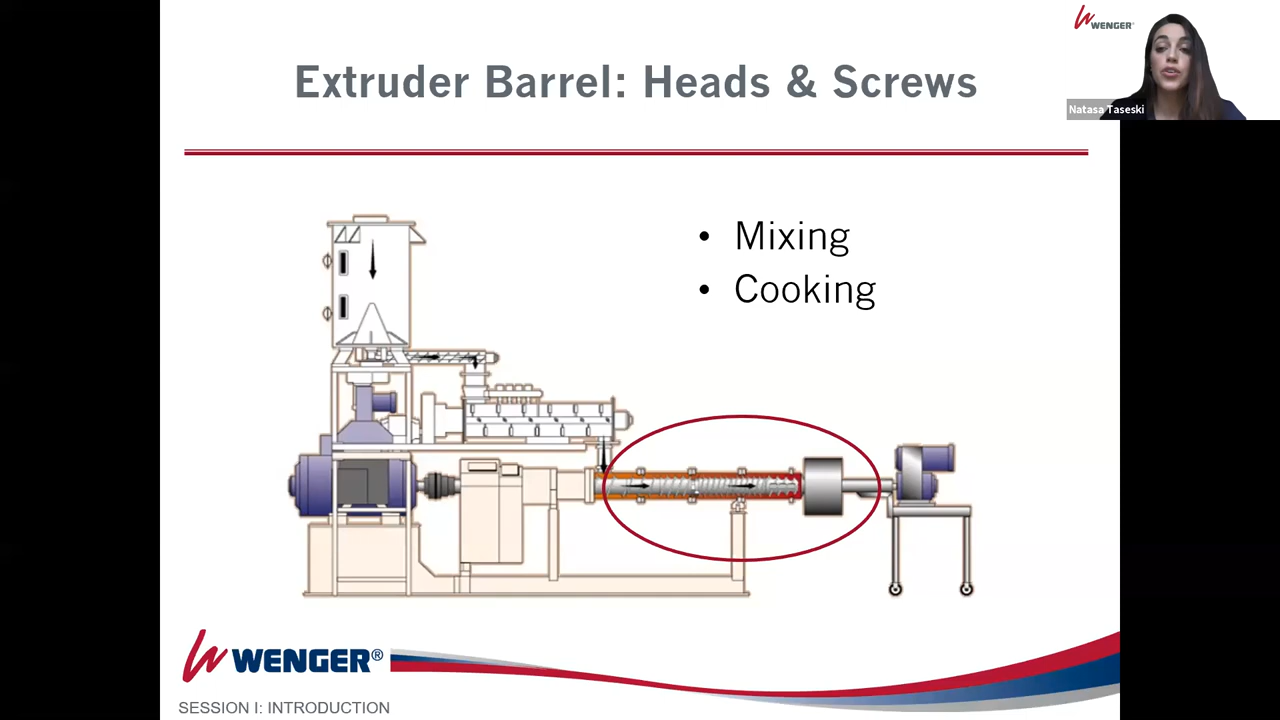 WENGER®
Natasa Taseski
Extruder Barrel: Heads & Screws
• Mixing
• Cooking
WENGER®
SESSION I: INTRODUCTION